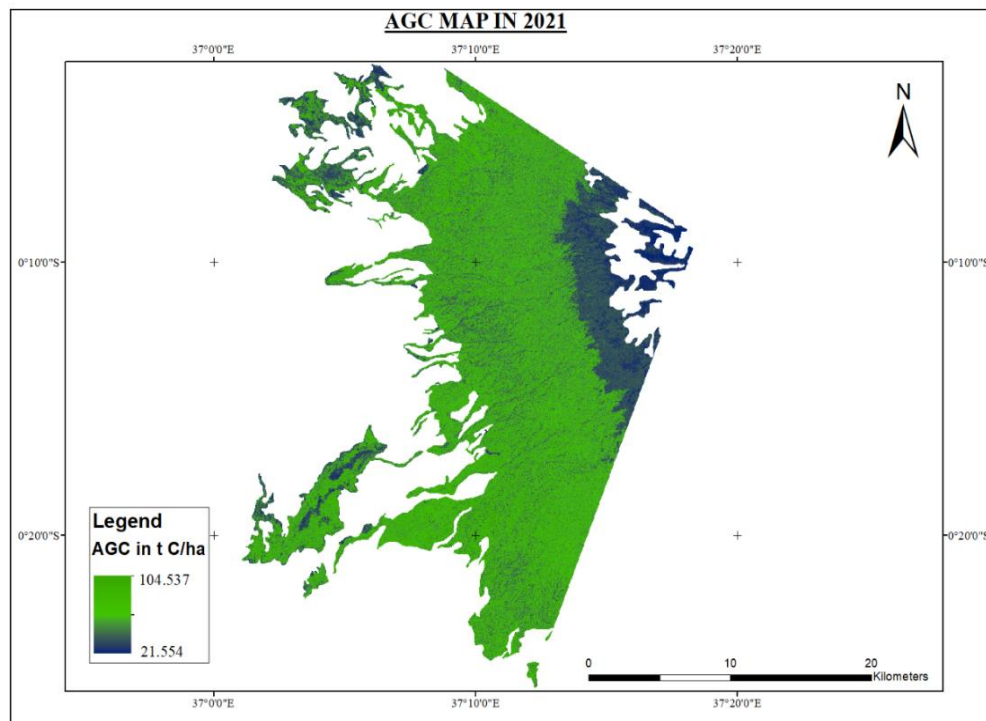 AGC MAP IN 2021
37°0'0"E 37°10'0"E 37°20'0"E
N
0°10'0"S 0°10'0"S
0°20'0"S 0°20'0"S
Legend
AGC in t C/ha
104.537
21.554
0 10 20
Kilometers
37°0'0"E 37°10'0"E 37°20'0"E